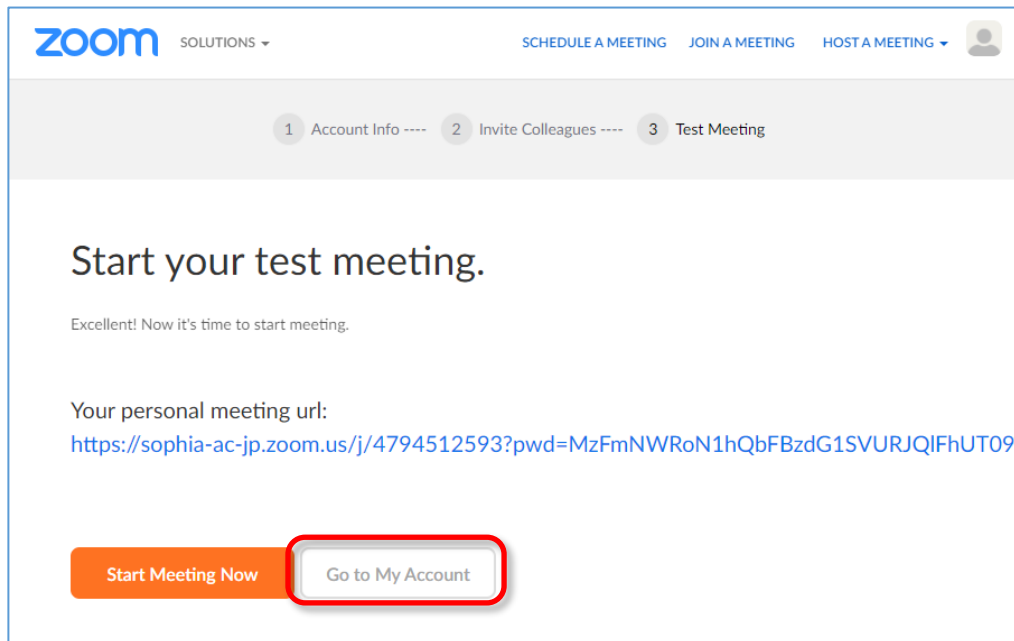 zoom SOLUTIONS SCHEDULE A MEETING JOIN A MEETING HOST A MEETING
1 Account Info ---- 2 Invite Colleagues ---- 3 Test Meeting
Start your test meeting.
Excellent! Now it's time to start meeting.
Your personal meeting url:
https://sophia-ac-jp.zoom.us/j/4794512593?pwd=MzFmNWRoN1hQbFBzdG1SVURJQlFhUT09
Start Meeting Now Go to My Account